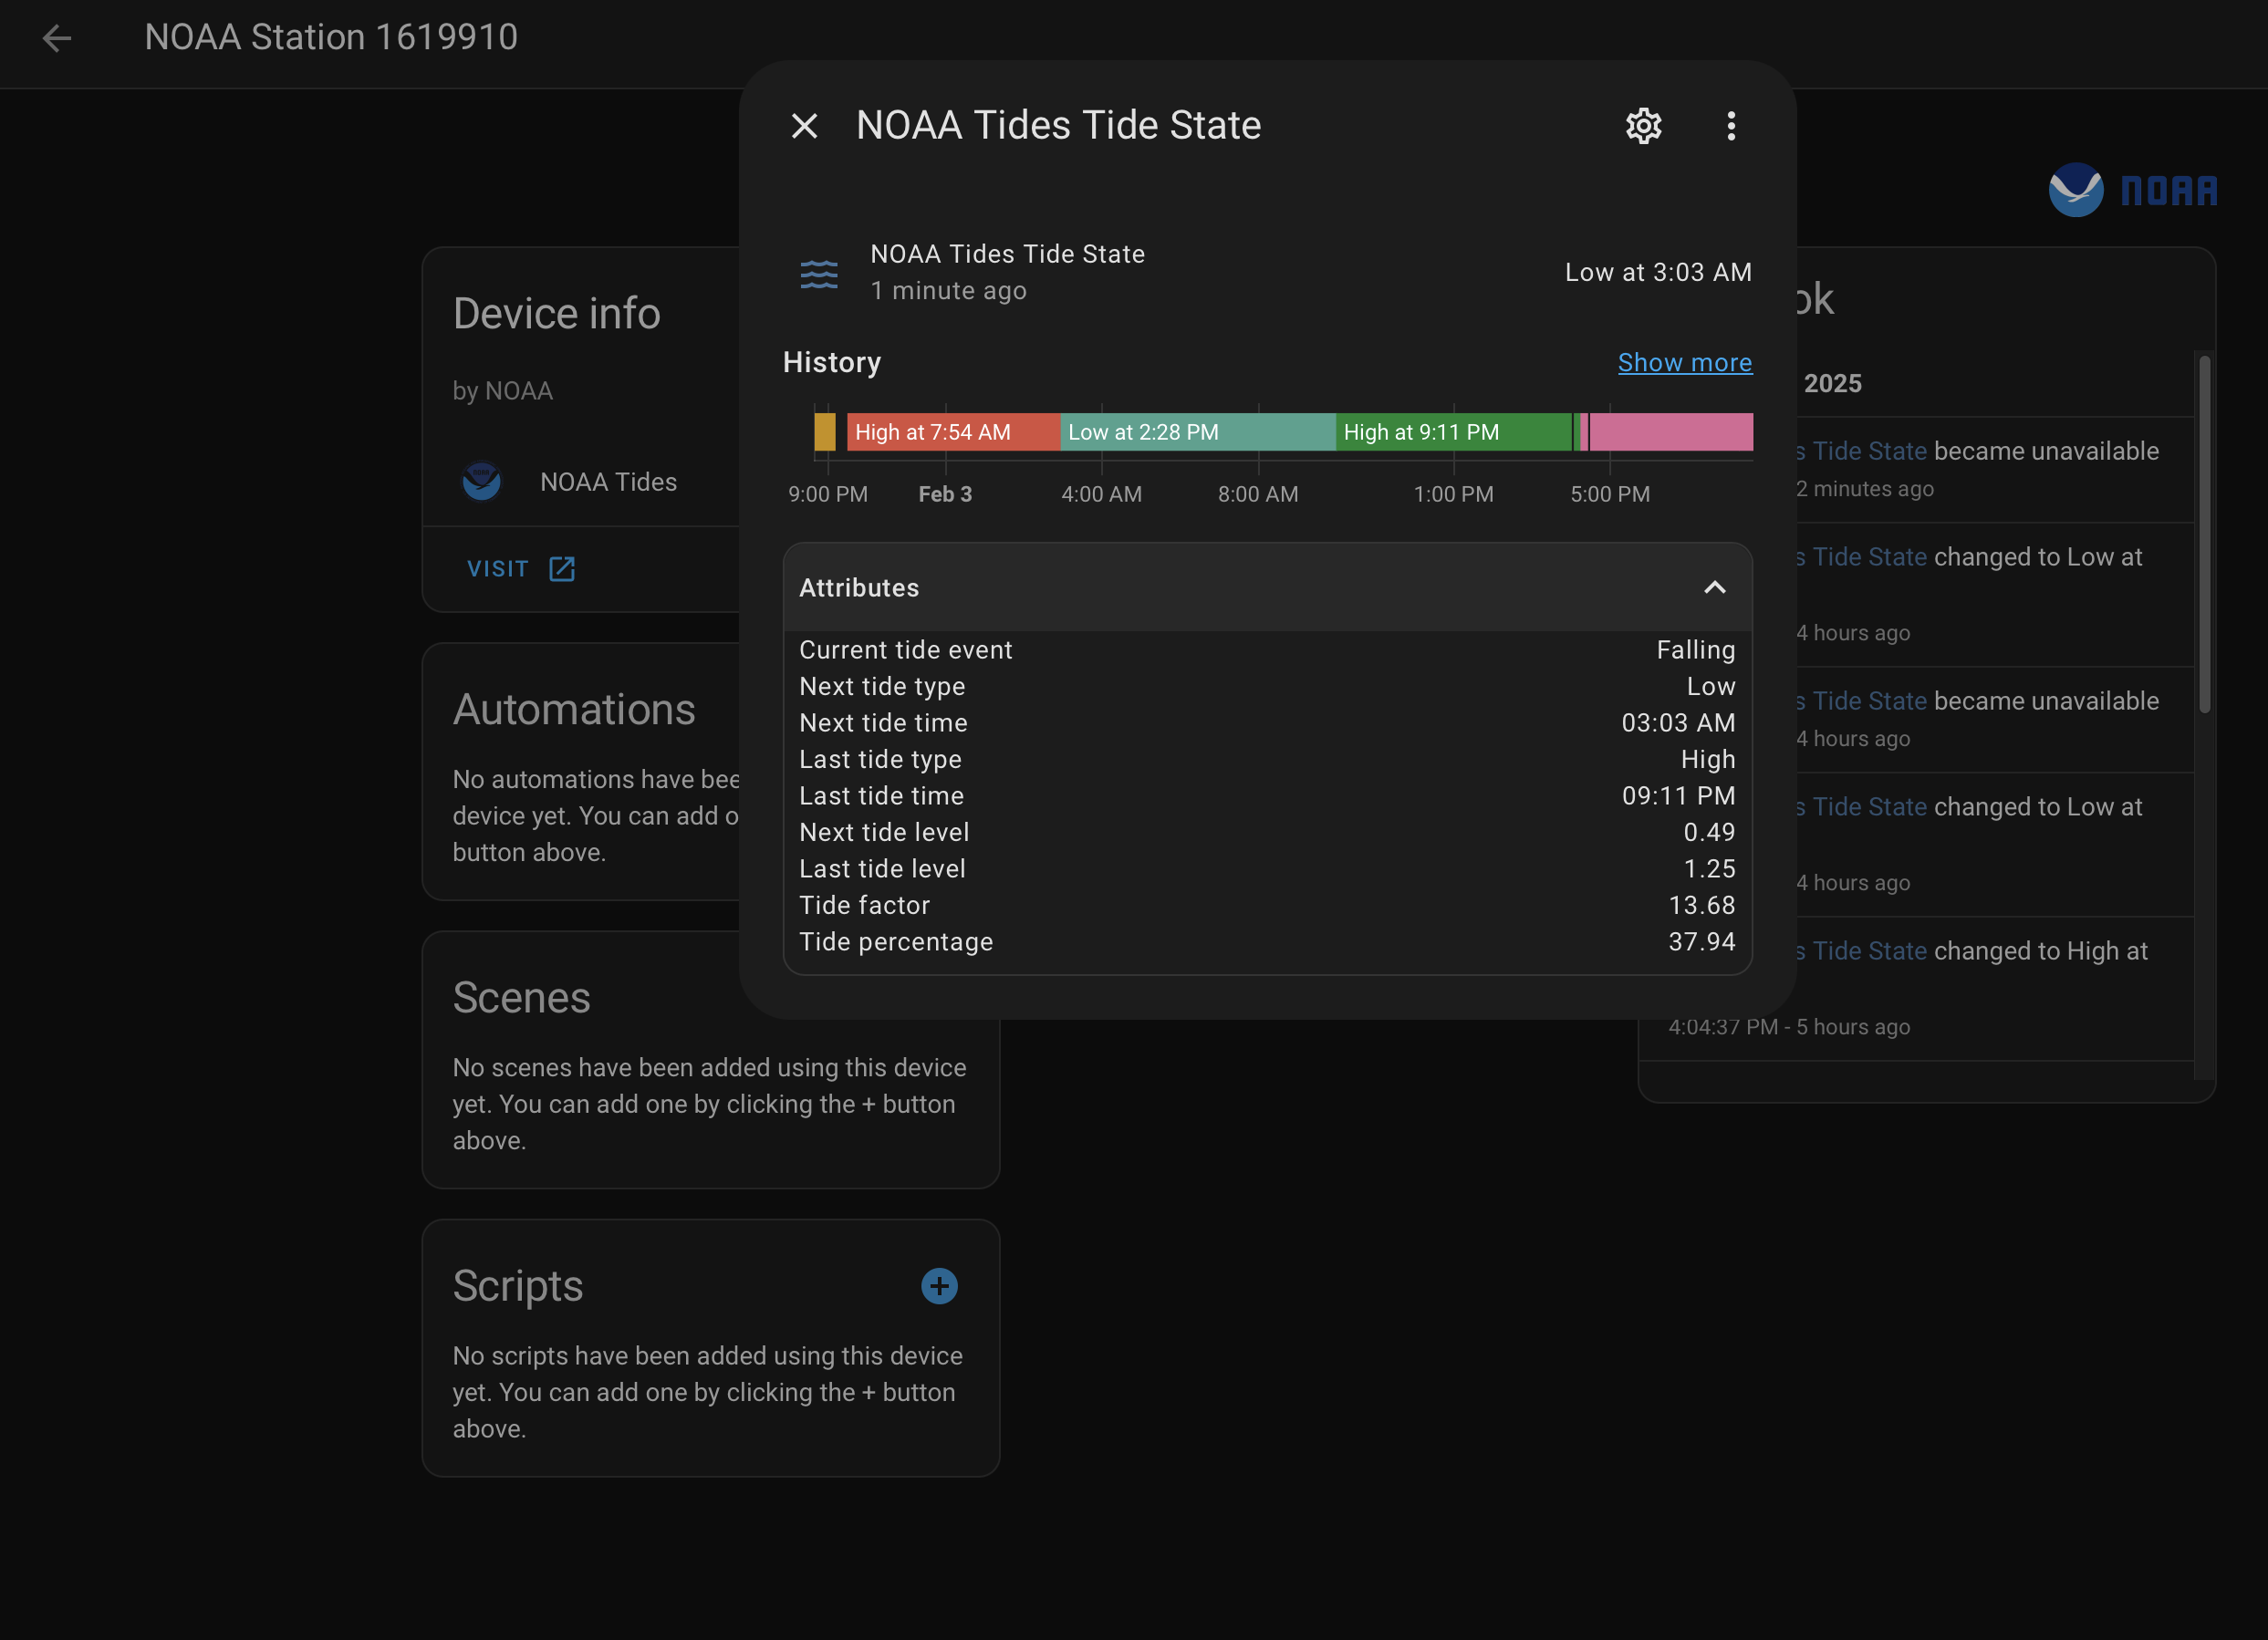 NOAA Station 1619910
NOAA Tides Tide State
NOAA
NOAA Tides Tide State
1 minute ago
Low at 3:03 AM
History
Show more
High at 7:54 AM
Low at 2:28 PM
High at 9:11 PM
9:00 PM
Feb 3
4:00 AM
8:00 AM
1:00 PM
5:00 PM
Attributes
Current tide event
Falling
Next tide type
Low
Next tide time
03:03 AM
Last tide type
High
Last tide time
09:11 PM
Next tide level
0.49
Last tide level
1.25
Tide factor
13.68
Tide percentage
37.94
Device info
by NOAA
NOAA Tides
VISIT
Automations
No automations have bee
device yet. You can add o
button above.
Scenes
No scenes have been added using this device
yet. You can add one by clicking the + button
above.
Scripts
No scripts have been added using this device
yet. You can add one by clicking the + button
above.
ok
2025
s Tide State became unavailable
2 minutes ago
s Tide State changed to Low at
4 hours ago
s Tide State became unavailable
4 hours ago
s Tide State changed to Low at
4 hours ago
s Tide State changed to High at
4:04:37 PM - 5 hours ago